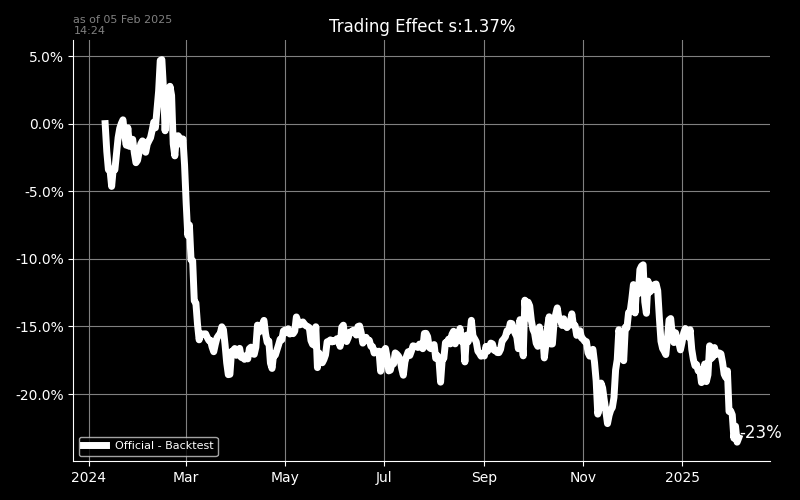 as of 05 Feb 2025
14:24
Trading Effect s:1.37%
5.0%
0.0%
-5.0%
-10.0%
-15.0%
-20.0%
-23%
Official - Backtest
2024
Mar
May
Jul
Sep
Nov
2025